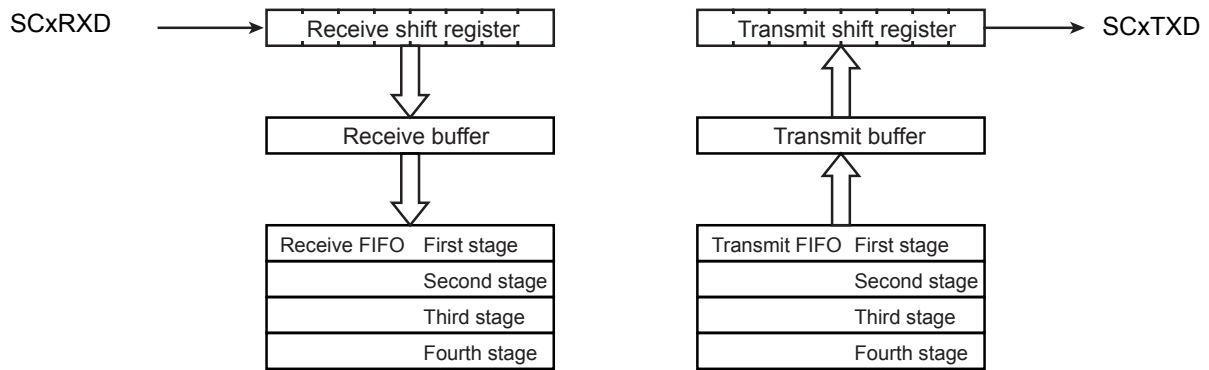 SCxRXD
Receive shift register
Receive buffer
Receive FIFO First stage
Second stage
Third stage
Fourth stage
Transmit shift register
SCxTXD
Transmit buffer
Transmit FIFO First stage
Second stage
Third stage
Fourth stage